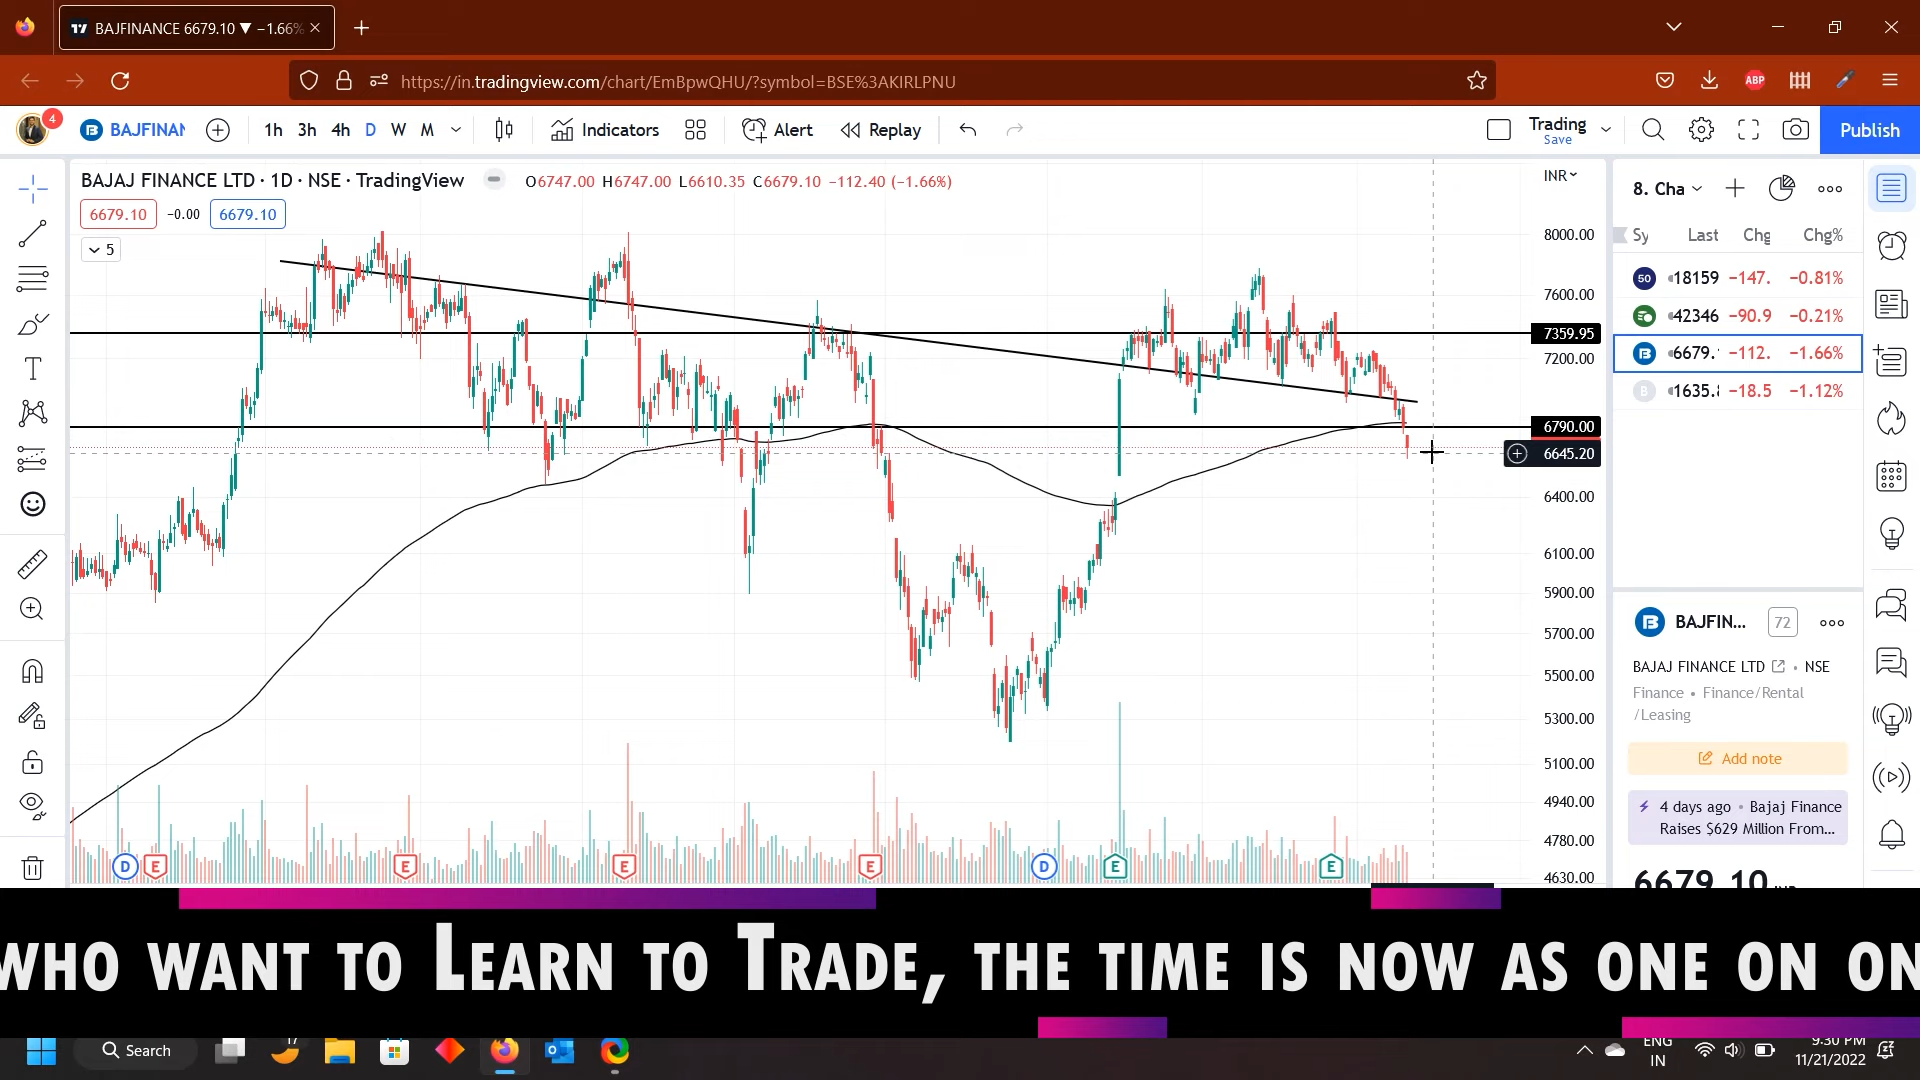 BAJFINANCE 6679.10 ▼ −1.66%
https://in.tradingview.com/chart/EmBpwQHU/?symbol=BSE%3AKIRLPNU
ABP
4
BAJFINAN
1h 3h 4h D W M
Indicators
Alert
Replay
Trading
Save
Publish
BAJAJ FINANCE LTD · 1D · NSE · TradingView
O6747.00 H6747.00 L6610.35 C6679.10 −112.40 (−1.66%)
6679.10 −0.00 6679.10
5
INR
8000.00
7600.00
7359.95
7200.00
6790.00
6645.20
6400.00
6100.00
5900.00
5700.00
5500.00
5300.00
5100.00
4940.00
4780.00
4630.00
D E E E E D E E
8. Cha
Sy Last Chg Chg%
50 18159 −147. −0.81%
42346 −90.9 −0.21%
6679. −112. −1.66%
B 1635. −18.5 −1.12%
BAJFIN... 72
BAJAJ FINANCE LTD • NSE
Finance • Finance/Rental
/Leasing
Add note
4 days ago • Bajaj Finance
Raises $629 Million From...
6679.10
WHO WANT TO LEARN TO TRADE, THE TIME IS NOW AS ONE ON ON
Search
17
ENG
IN
9:30 PM
11/21/2022